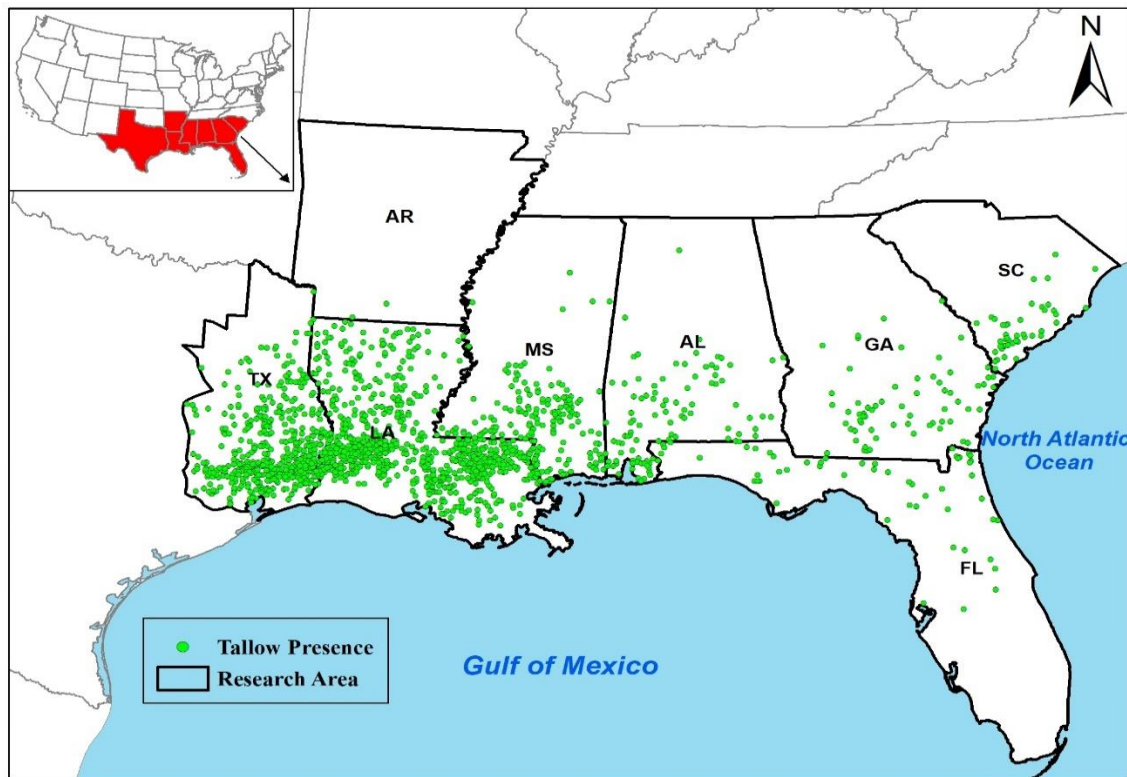 N
AR
SC
MS
AL
GA
TX
LA
North Atlantic
Ocean
FL
Tallow Presence
Research Area
Gulf of Mexico